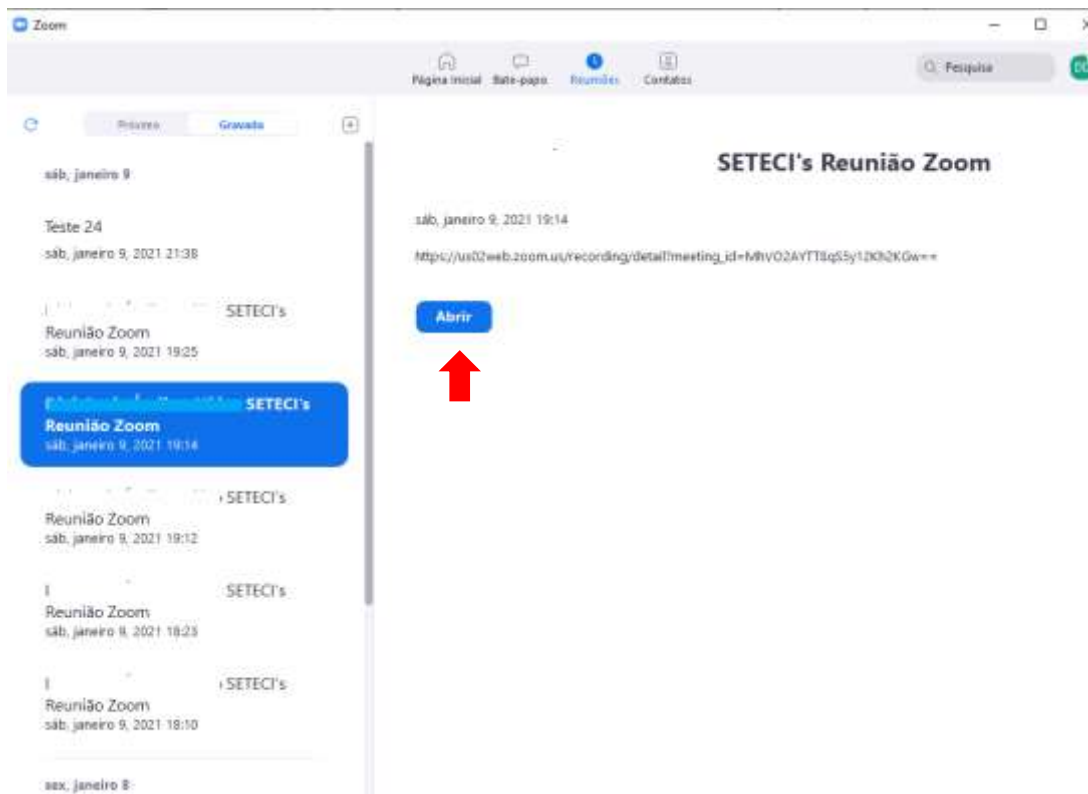 Zoom
Página inicial Bate-papo Reuniões Contatos
Pesquisa
Próxima Gravada
sáb, janeiro 9
Teste 24
sáb, janeiro 9, 2021 21:38
SETECI's
Reunião Zoom
sáb, janeiro 9, 2021 19:25
SETECI's
Reunião Zoom
sáb, janeiro 9, 2021 19:14
SETECI's
Reunião Zoom
sáb, janeiro 9, 2021 19:12
SETECI's
Reunião Zoom
sáb, janeiro 9, 2021 18:23
SETECI's
Reunião Zoom
sáb, janeiro 9, 2021 18:10
sex, janeiro 8
SETECI's Reunião Zoom
sáb, janeiro 9, 2021 19:14
Abrir